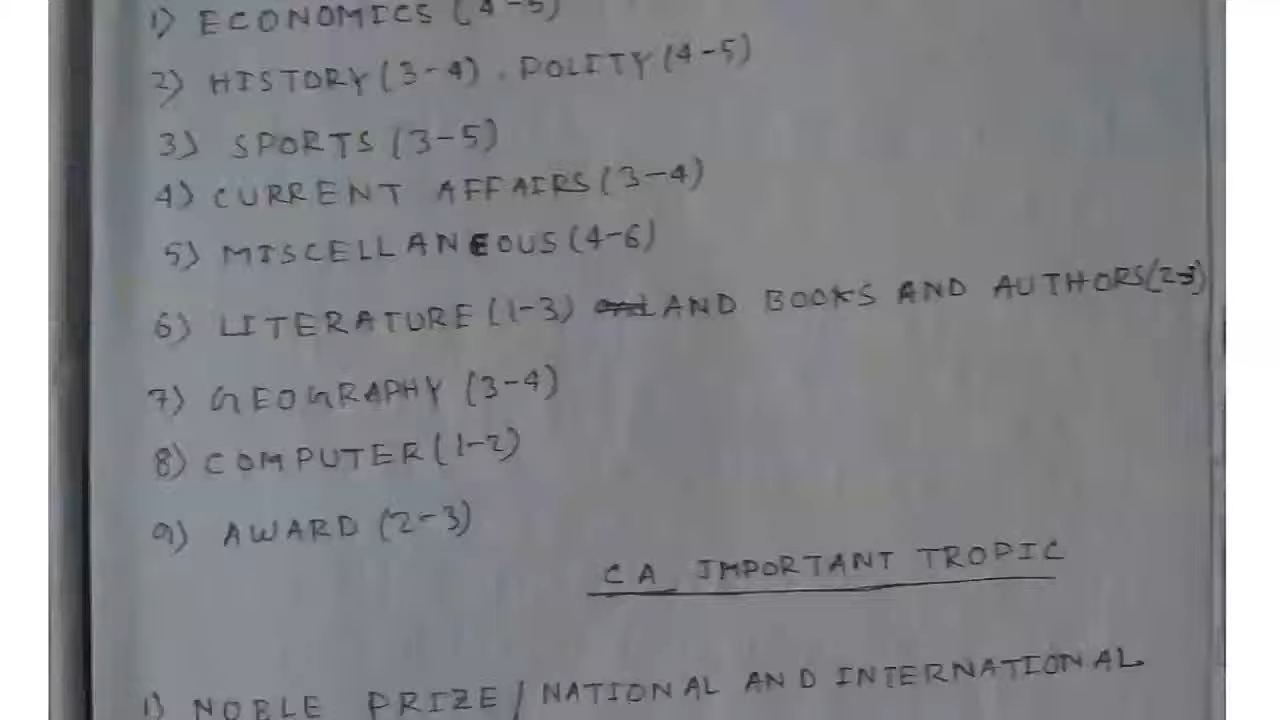 1) ECONOMICS (4-5)
2) HISTORY (3-4). POLITY (4-5)
3) SPORTS (3-5)
4) CURRENT AFFAIRS (3-4)
5) MISCELLANEOUS (4-6)
6) LITERATURE (1-3) AND BOOKS AND AUTHORS (2-3)
7) GEOGRAPHY (3-4)
8) COMPUTER (1-2)
9) AWARD (2-3)
CA IMPORTANT TROPIC
1) NOBLE PRIZE / NATIONAL AND INTERNATIONAL